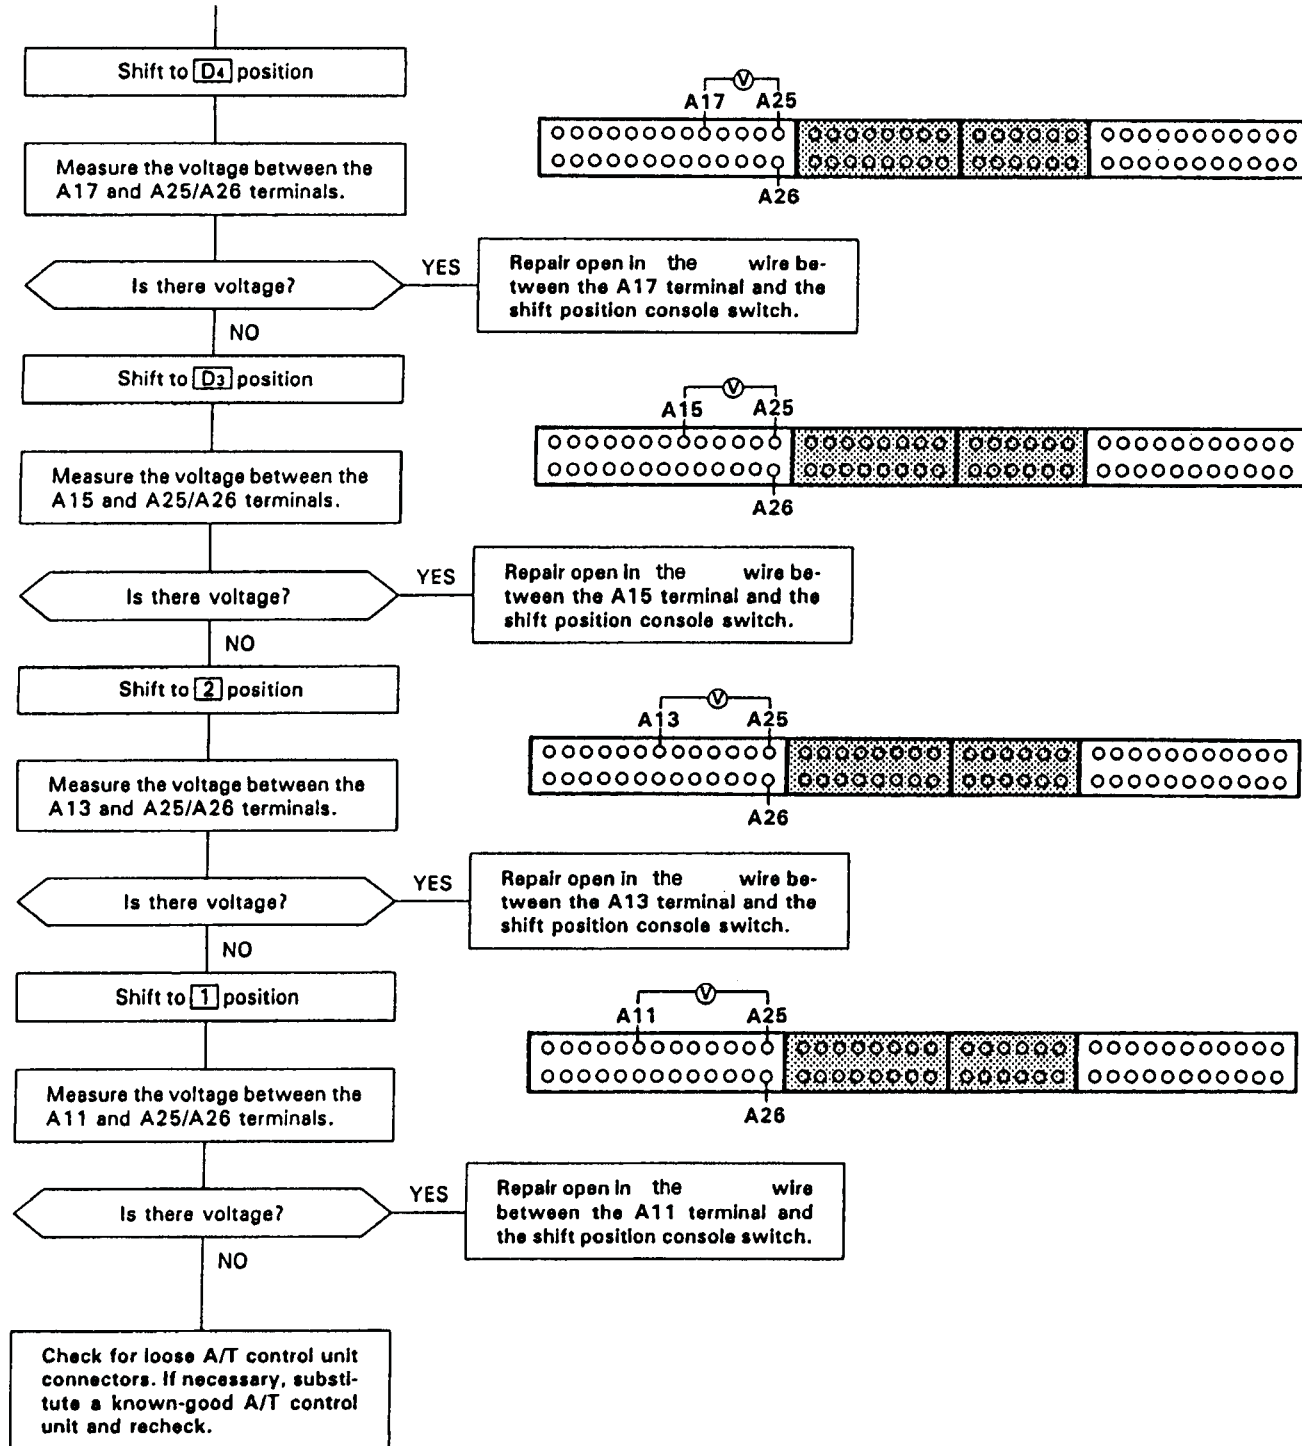 Shift to D4 position
A17 V A25
Measure the voltage between the
A17 and A25/A26 terminals.
A26
Is there voltage?
YES
Repair open in the wire be-
tween the A17 terminal and the
shift position console switch.
NO
Shift to D3 position
A15 V A25
Measure the voltage between the
A15 and A25/A26 terminals.
A26
Is there voltage?
YES
Repair open in the wire be-
tween the A15 terminal and the
shift position console switch.
NO
Shift to 2 position
A13 V A25
Measure the voltage between the
A13 and A25/A26 terminals.
A26
Is there voltage?
YES
Repair open in the wire be-
tween the A13 terminal and the
shift position console switch.
NO
Shift to 1 position
A11 V A25
Measure the voltage between the
A11 and A25/A26 terminals.
A26
Is there voltage?
YES
Repair open in the wire
between the A11 terminal and
the shift position console switch.
NO
Check for loose A/T control unit
connectors. If necessary, substi-
tute a known-good A/T control
unit and recheck.